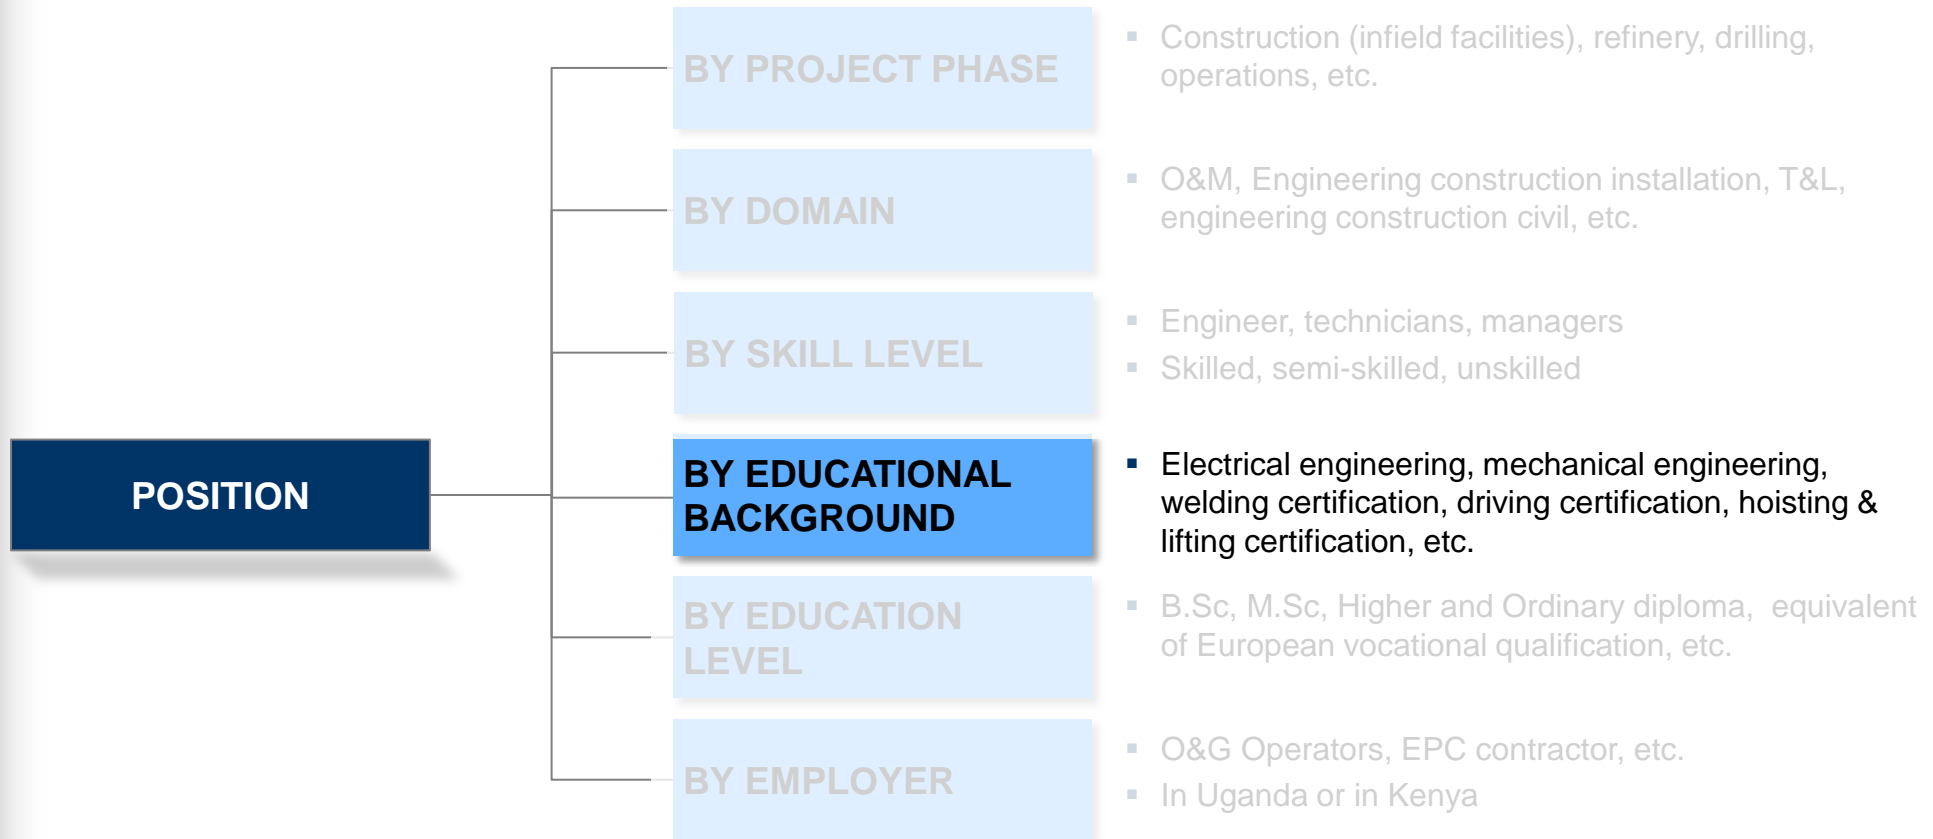 BY PROJECT PHASE
▪ Construction (infield facilities), refinery, drilling,
operations, etc.
BY DOMAIN
▪ O&M, Engineering construction installation, T&L,
engineering construction civil, etc.
BY SKILL LEVEL
▪ Engineer, technicians, managers
▪ Skilled, semi-skilled, unskilled
POSITION
BY EDUCATIONAL
BACKGROUND
▪ Electrical engineering, mechanical engineering,
welding certification, driving certification, hoisting &
lifting certification, etc.
BY EDUCATION
LEVEL
▪ B.Sc, M.Sc, Higher and Ordinary diploma,  equivalent
of European vocational qualification, etc.
BY EMPLOYER
▪ O&G Operators, EPC contractor, etc.
▪ In Uganda or in Kenya